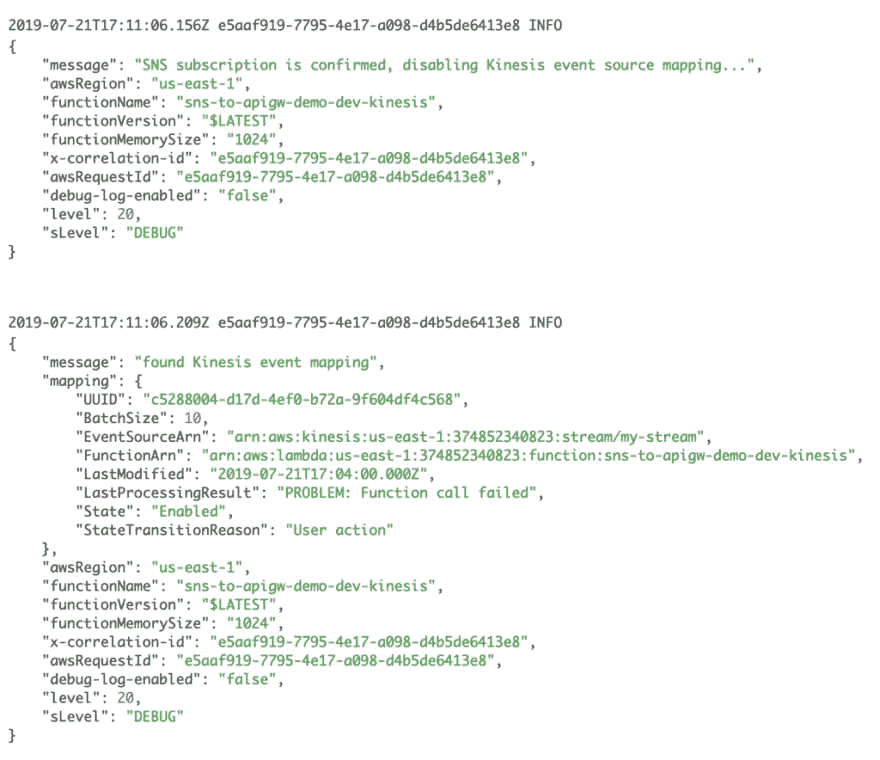 2019-07-21T17:11:06.156Z e5aaf919-7795-4e17-a098-d4b5de6413e8 INFO
{
    "message": "SNS subscription is confirmed, disabling Kinesis event source mapping...",
    "awsRegion": "us-east-1",
    "functionName": "sns-to-apigw-demo-dev-kinesis",
    "functionVersion": "$LATEST",
    "functionMemorySize": "1024",
    "x-correlation-id": "e5aaf919-7795-4e17-a098-d4b5de6413e8",
    "awsRequestId": "e5aaf919-7795-4e17-a098-d4b5de6413e8",
    "debug-log-enabled": "false",
    "level": 20,
    "sLevel": "DEBUG"
}
2019-07-21T17:11:06.209Z e5aaf919-7795-4e17-a098-d4b5de6413e8 INFO
{
    "message": "found Kinesis event mapping",
    "mapping": {
        "UUID": "c5288004-d17d-4ef0-b72a-9f604df4c568",
        "BatchSize": 10,
        "EventSourceArn": "arn:aws:kinesis:us-east-1:374852340823:stream/my-stream",
        "FunctionArn": "arn:aws:lambda:us-east-1:374852340823:function:sns-to-apigw-demo-dev-kinesis",
        "LastModified": "2019-07-21T17:04:00.000Z",
        "LastProcessingResult": "PROBLEM: Function call failed",
        "State": "Enabled",
        "StateTransitionReason": "User action"
    },
    "awsRegion": "us-east-1",
    "functionName": "sns-to-apigw-demo-dev-kinesis",
    "functionVersion": "$LATEST",
    "functionMemorySize": "1024",
    "x-correlation-id": "e5aaf919-7795-4e17-a098-d4b5de6413e8",
    "awsRequestId": "e5aaf919-7795-4e17-a098-d4b5de6413e8",
    "debug-log-enabled": "false",
    "level": 20,
    "sLevel": "DEBUG"
}